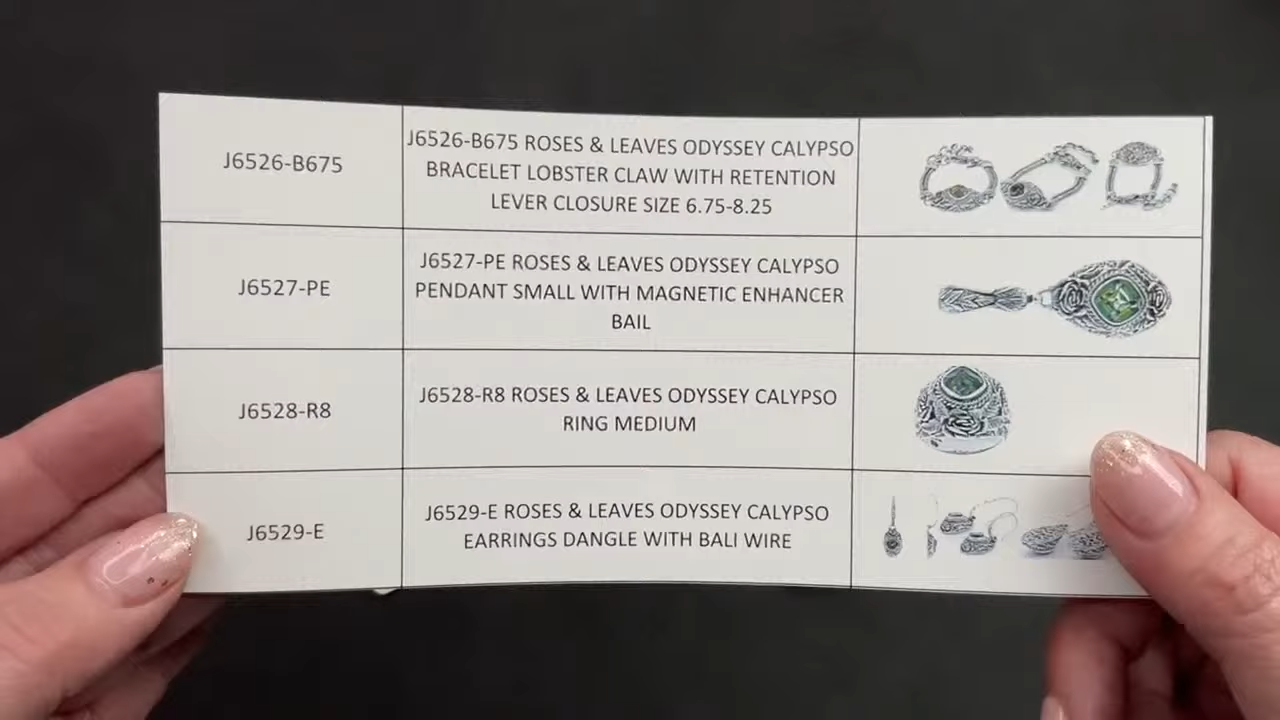 J6526-B675
J6526-B675 ROSES & LEAVES ODYSSEY CALYPSO
BRACELET LOBSTER CLAW WITH RETENTION
LEVER CLOSURE SIZE 6.75-8.25
J6527-PE
J6527-PE ROSES & LEAVES ODYSSEY CALYPSO
PENDANT SMALL WITH MAGNETIC ENHANCER
BAIL
J6528-R8
J6528-R8 ROSES & LEAVES ODYSSEY CALYPSO
RING MEDIUM
J6529-E
J6529-E ROSES & LEAVES ODYSSEY CALYPSO
EARRINGS DANGLE WITH BALI WIRE